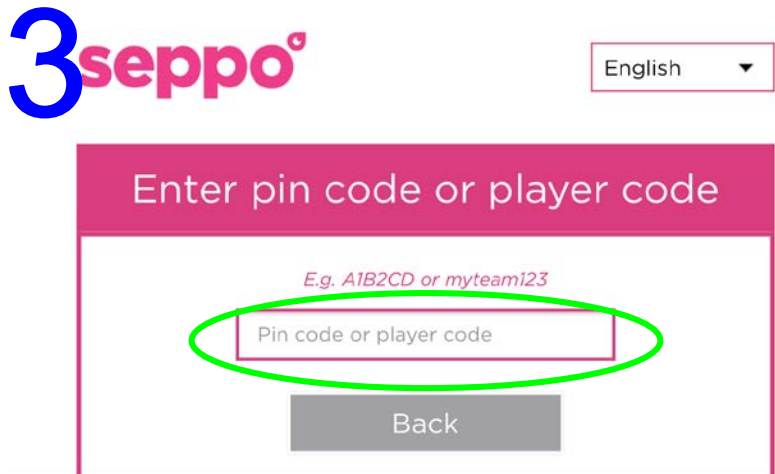 3
seppo
English
Enter pin code or player code
E.g. A1B2CD or myteam123
Pin code or player code
Back